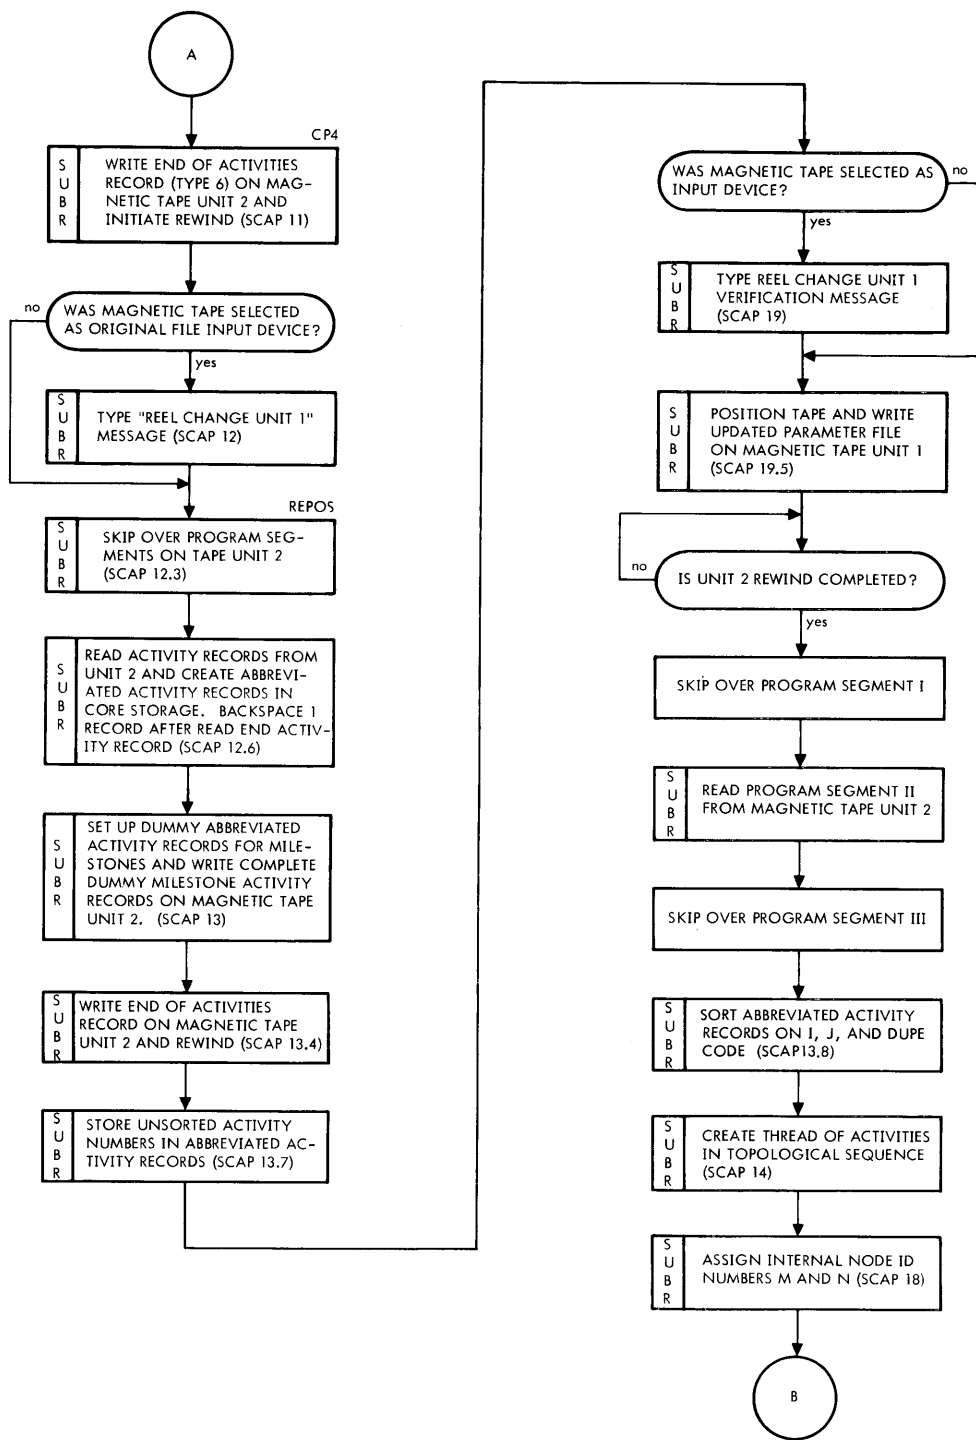 A
CP4
S
U
B
R
WRITE END OF ACTIVITIES
RECORD (TYPE 6) ON MAG-
NETIC TAPE UNIT 2 AND
INITIATE REWIND (SCAP 11)
no
WAS MAGNETIC TAPE SELECTED
AS ORIGINAL FILE INPUT DEVICE?
yes
S
U
B
R
TYPE "REEL CHANGE UNIT 1"
MESSAGE (SCAP 12)
REPOS
S
U
B
R
SKIP OVER PROGRAM SEG-
MENTS ON TAPE UNIT 2
(SCAP 12.3)
S
U
B
R
READ ACTIVITY RECORDS FROM
UNIT 2 AND CREATE ABBREVI-
ATED ACTIVITY RECORDS IN
CORE STORAGE. BACKSPACE 1
RECORD AFTER READ END ACTIV-
ITY RECORD (SCAP 12.6)
S
U
B
R
SET UP DUMMY ABBREVIATED
ACTIVITY RECORDS FOR MILE-
STONES AND WRITE COMPLETE
DUMMY MILESTONE ACTIVITY
RECORDS ON MAGNETIC TAPE
UNIT 2. (SCAP 13)
S
U
B
R
WRITE END OF ACTIVITIES
RECORD ON MAGNETIC TAPE
UNIT 2 AND REWIND (SCAP 13.4)
S
U
B
R
STORE UNSORTED ACTIVITY
NUMBERS IN ABBREVIATED AC-
TIVITY RECORDS (SCAP 13.7)
WAS MAGNETIC TAPE SELECTED AS
INPUT DEVICE?
no
yes
S
U
B
R
TYPE REEL CHANGE UNIT 1
VERIFICATION MESSAGE
(SCAP 19)
S
U
B
R
POSITION TAPE AND WRITE
UPDATED PARAMETER FILE
ON MAGNETIC TAPE UNIT 1
(SCAP 19.5)
no
IS UNIT 2 REWIND COMPLETED?
yes
SKIP OVER PROGRAM SEGMENT I
S
U
B
R
READ PROGRAM SEGMENT II
FROM MAGNETIC TAPE UNIT 2
SKIP OVER PROGRAM SEGMENT III
S
U
B
R
SORT ABBREVIATED ACTIVITY
RECORDS ON I, J, AND DUPE
CODE (SCAP13.8)
S
U
B
R
CREATE THREAD OF ACTIVITIES
IN TOPOLOGICAL SEQUENCE
(SCAP 14)
S
U
B
R
ASSIGN INTERNAL NODE ID
NUMBERS M AND N (SCAP 18)
B